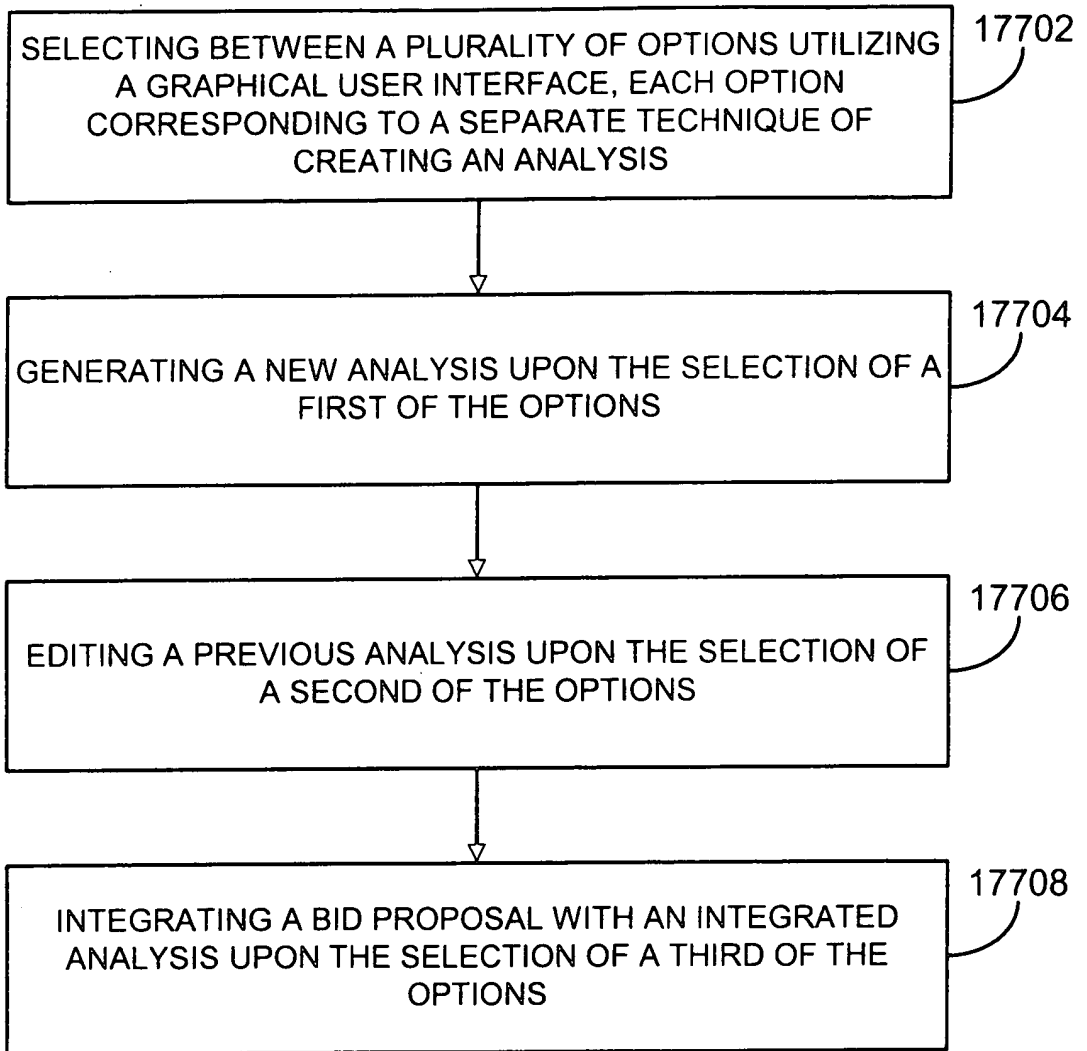 SELECTING BETWEEN A PLURALITY OF OPTIONS UTILIZING
A GRAPHICAL USER INTERFACE, EACH OPTION
CORRESPONDING TO A SEPARATE TECHNIQUE OF
CREATING AN ANALYSIS
17702
GENERATING A NEW ANALYSIS UPON THE SELECTION OF A
FIRST OF THE OPTIONS
17704
EDITING A PREVIOUS ANALYSIS UPON THE SELECTION OF
A SECOND OF THE OPTIONS
17706
INTEGRATING A BID PROPOSAL WITH AN INTEGRATED
ANALYSIS UPON THE SELECTION OF A THIRD OF THE
OPTIONS
17708